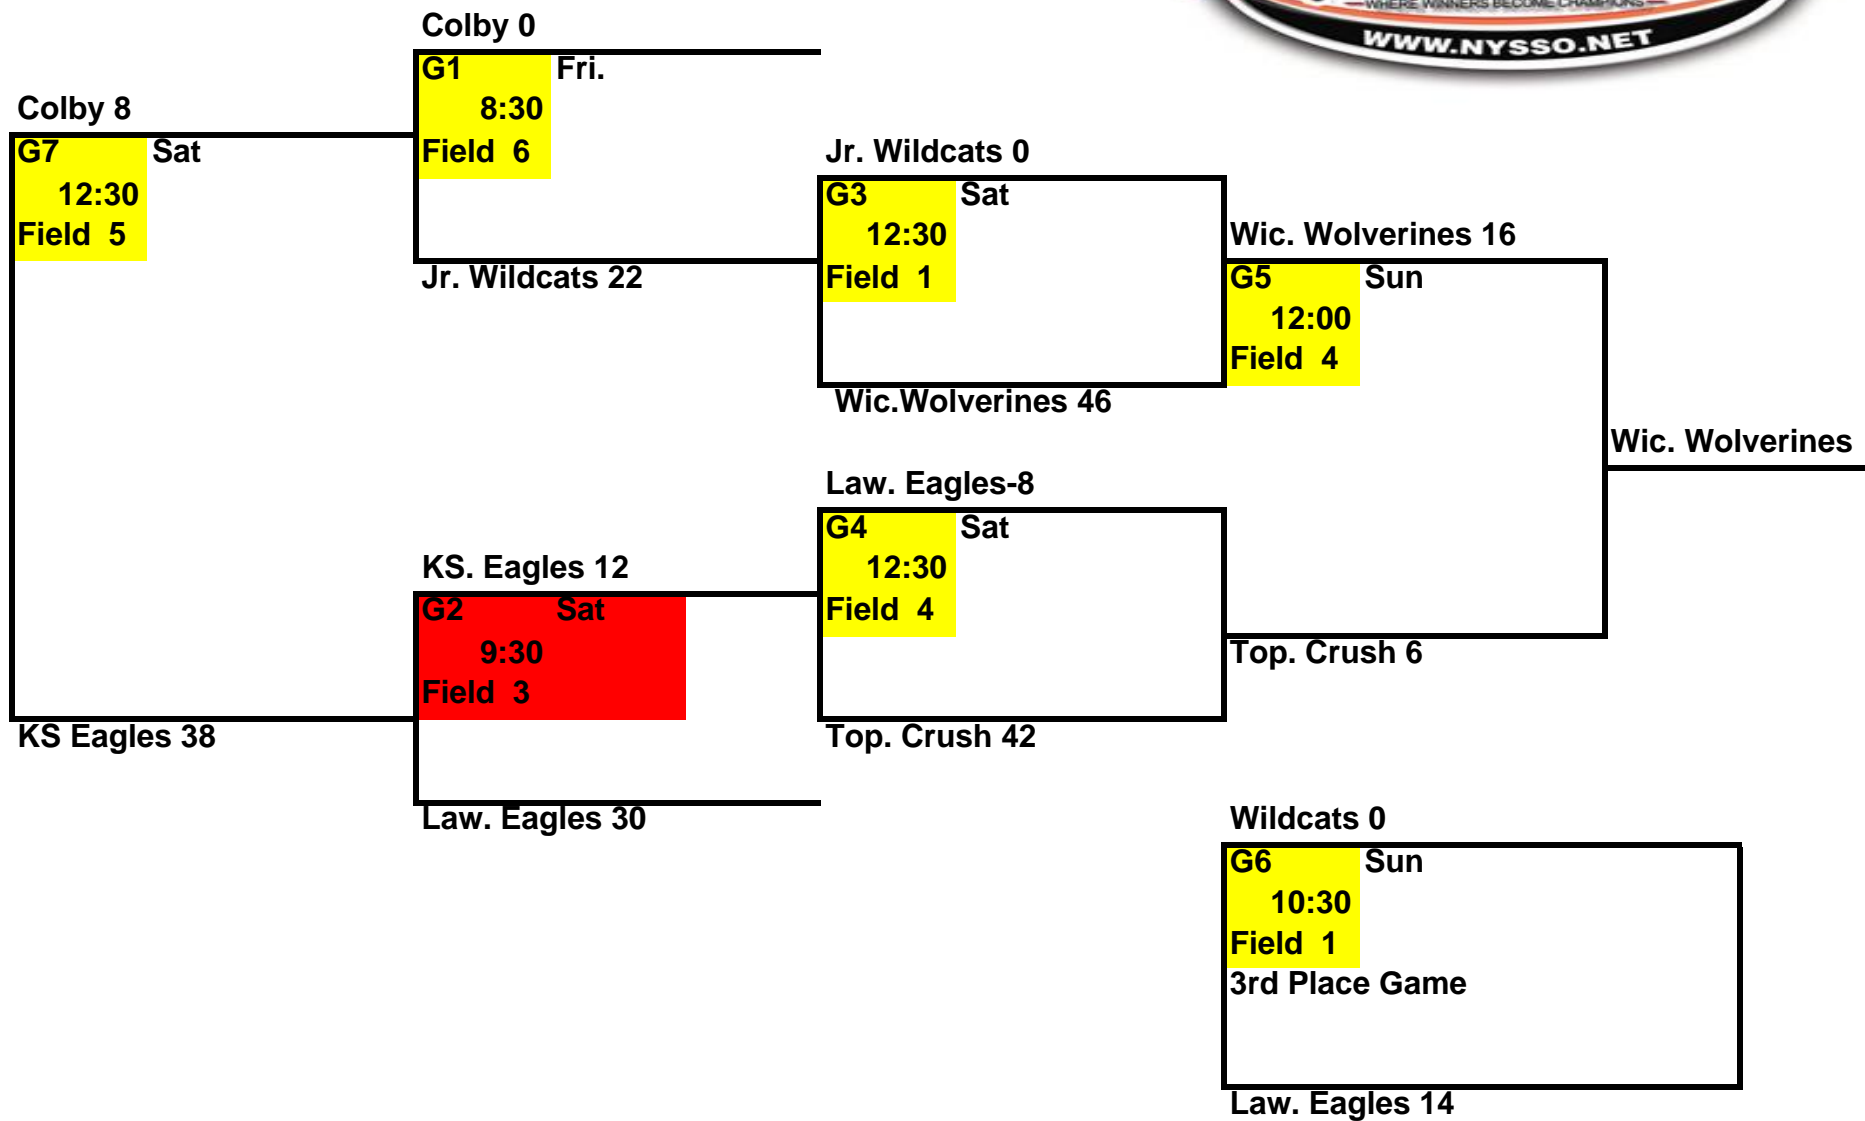 WHERE WINNERS BECOME CHAMPIONS
WWW.NYSSO.NET
Colby 0
G1 Fri.
8:30
Field 6
Jr. Wildcats 22
Colby 8
G7 Sat
12:30
Field 5
KS Eagles 38
KS. Eagles 12
G2 Sat
9:30
Field 3
Law. Eagles 30
Jr. Wildcats 0
G3 Sat
12:30
Field 1
Wic.Wolverines 46
Law. Eagles-8
G4 Sat
12:30
Field 4
Top. Crush 42
Wic. Wolverines 16
G5 Sun
12:00
Field 4
Top. Crush 6
Wic. Wolverines
Wildcats 0
G6 Sun
10:30
Field 1
3rd Place Game
Law. Eagles 14